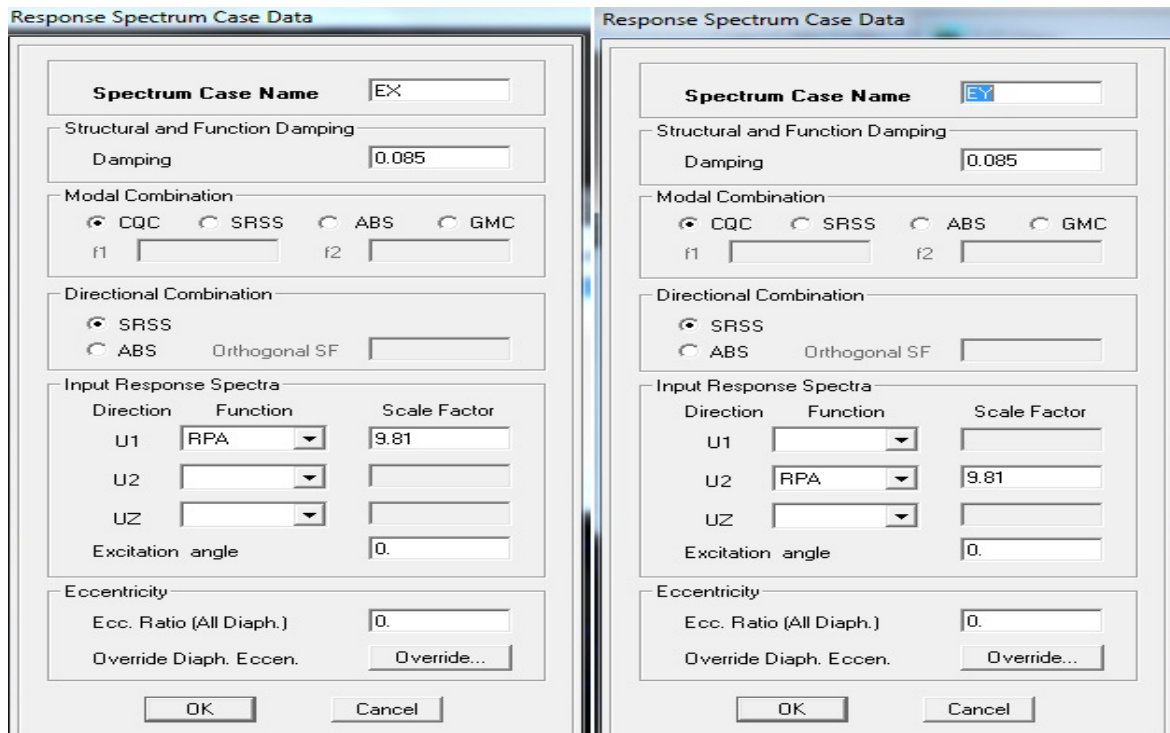 Response Spectrum Case Data
Spectrum Case Name EX
Structural and Function Damping
Damping 0.085
Modal Combination
CQC SRSS ABS GMC
f1 f2
Directional Combination
SRSS
ABS Orthogonal SF
Input Response Spectra
Direction Function Scale Factor
U1 RPA 9.81
U2
UZ
Excitation angle 0.
Eccentricity
Ecc. Ratio (All Diaph.) 0.
Override Diaph. Eccen. Override...
OK Cancel
Response Spectrum Case Data
Spectrum Case Name EY
Structural and Function Damping
Damping 0.085
Modal Combination
CQC SRSS ABS GMC
f1 f2
Directional Combination
SRSS
ABS Orthogonal SF
Input Response Spectra
Direction Function Scale Factor
U1
U2 RPA 9.81
UZ
Excitation angle 0.
Eccentricity
Ecc. Ratio (All Diaph.) 0.
Override Diaph. Eccen. Override...
OK Cancel